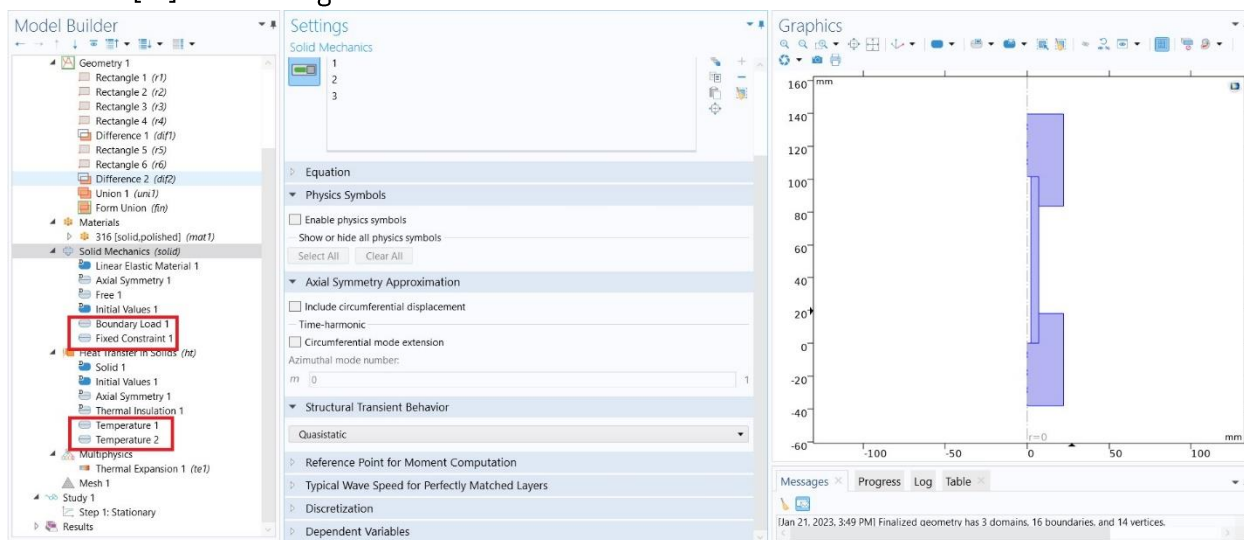 Model Builder
Geometry 1
Rectangle 1 (r1)
Rectangle 2 (r2)
Rectangle 3 (r3)
Rectangle 4 (r4)
Difference 1 (dif1)
Rectangle 5 (r5)
Rectangle 6 (r6)
Difference 2 (dif2)
Union 1 (uni1)
Form Union (fin)
Materials
316 [solid,polished] (mat1)
Solid Mechanics (solid)
Linear Elastic Material 1
Axial Symmetry 1
Free 1
Initial Values 1
Boundary Load 1
Fixed Constraint 1
Heat Transfer in Solids (ht)
Solid 1
Initial Values 1
Axial Symmetry 1
Thermal Insulation 1
Temperature 1
Temperature 2
Multiphysics
Thermal Expansion 1 (te1)
Mesh 1
Study 1
Step 1: Stationary
Results
Settings
Solid Mechanics
1
2
3
Equation
Physics Symbols
Enable physics symbols
Show or hide all physics symbols
Select All Clear All
Axial Symmetry Approximation
Include circumferential displacement
Time-harmonic
Circumferential mode extension
Azimuthal mode number:
m 0 1
Structural Transient Behavior
Quasistatic
Reference Point for Moment Computation
Typical Wave Speed for Perfectly Matched Layers
Discretization
Dependent Variables
Graphics
160 mm
140
120
100
80
60
40
20
0
-20
-40
-60
r=0
mm
-100 -50 0 50 100
Messages Progress Log Table
[Jan 21, 2023, 3:49 PM] Finalized geometry has 3 domains, 16 boundaries, and 14 vertices.